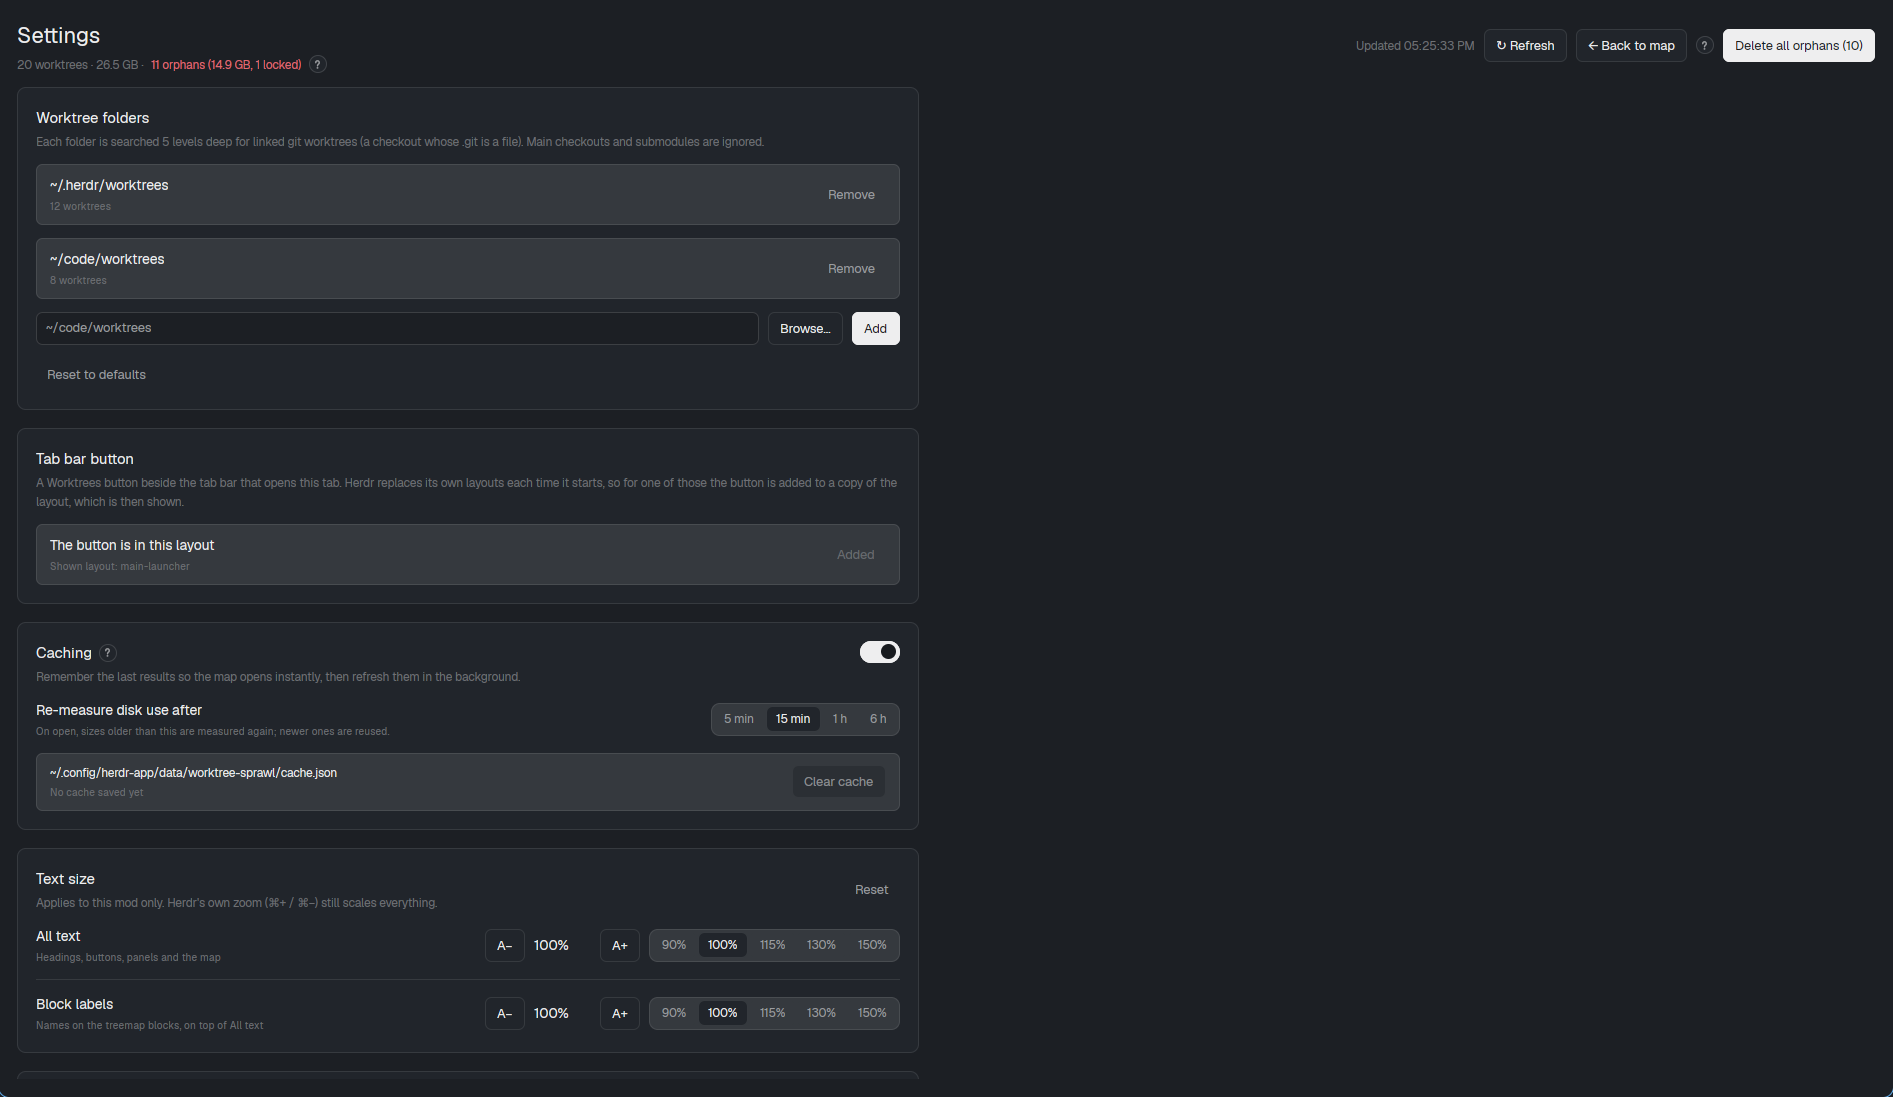 Settings
20 worktrees · 26.5 GB · 11 orphans (14.9 GB, 1 locked) ?
Updated 05:25:33 PM
↻ Refresh
← Back to map
?
Delete all orphans (10)
Worktree folders
Each folder is searched 5 levels deep for linked git worktrees (a checkout whose .git is a file). Main checkouts and submodules are ignored.
~/.herdr/worktrees
12 worktrees
Remove
~/code/worktrees
8 worktrees
Remove
~/code/worktrees
Browse...
Add
Reset to defaults
Tab bar button
A Worktrees button beside the tab bar that opens this tab. Herdr replaces its own layouts each time it starts, so for one of those the button is added to a copy of the
layout, which is then shown.
The button is in this layout
Shown layout: main-launcher
Added
Caching ?
Remember the last results so the map opens instantly, then refresh them in the background.
Re-measure disk use after
On open, sizes older than this are measured again; newer ones are reused.
5 min 15 min 1 h 6 h
~/.config/herdr-app/data/worktree-sprawl/cache.json
No cache saved yet
Clear cache
Text size
Applies to this mod only. Herdr's own zoom (⌘+ / ⌘−) still scales everything.
Reset
All text
Headings, buttons, panels and the map
A− 100% A+ 90% 100% 115% 130% 150%
Block labels
Names on the treemap blocks, on top of All text
A− 100% A+ 90% 100% 115% 130% 150%